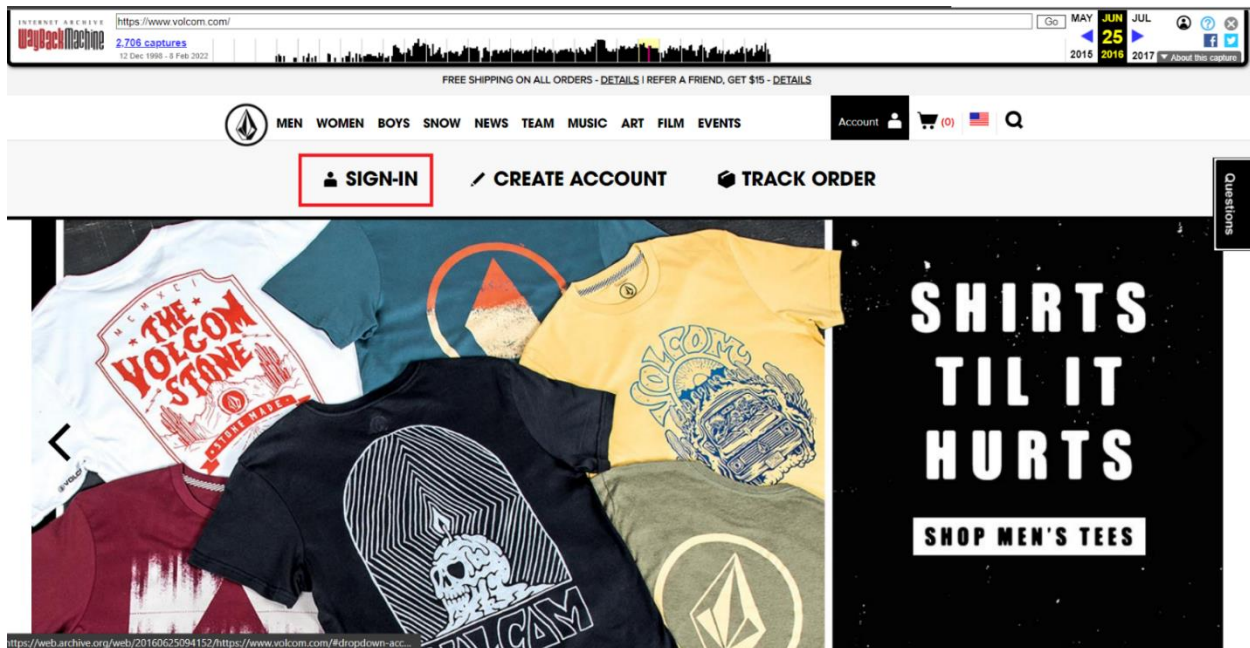 INTERNET ARCHIVE
WayBackMachine
https://www.volcom.com/
Go
MAY JUN JUL
2,706 captures
25
12 Dec 1998 - 8 Feb 2022
2015 2016 2017
About this capture
FREE SHIPPING ON ALL ORDERS - DETAILS | REFER A FRIEND, GET $15 - DETAILS
MEN WOMEN BOYS SNOW NEWS TEAM MUSIC ART FILM EVENTS
Account
(0)
SIGN-IN
CREATE ACCOUNT
TRACK ORDER
Questions
MCMXCI
THE
VOLCOM
STONE
STONE MADE
VOLCOM
VOLCOM
SHIRTS
TIL IT
HURTS
SHOP MEN'S TEES
https://web.archive.org/web/20160625094152/https://www.volcom.com/#dropdown-acc...